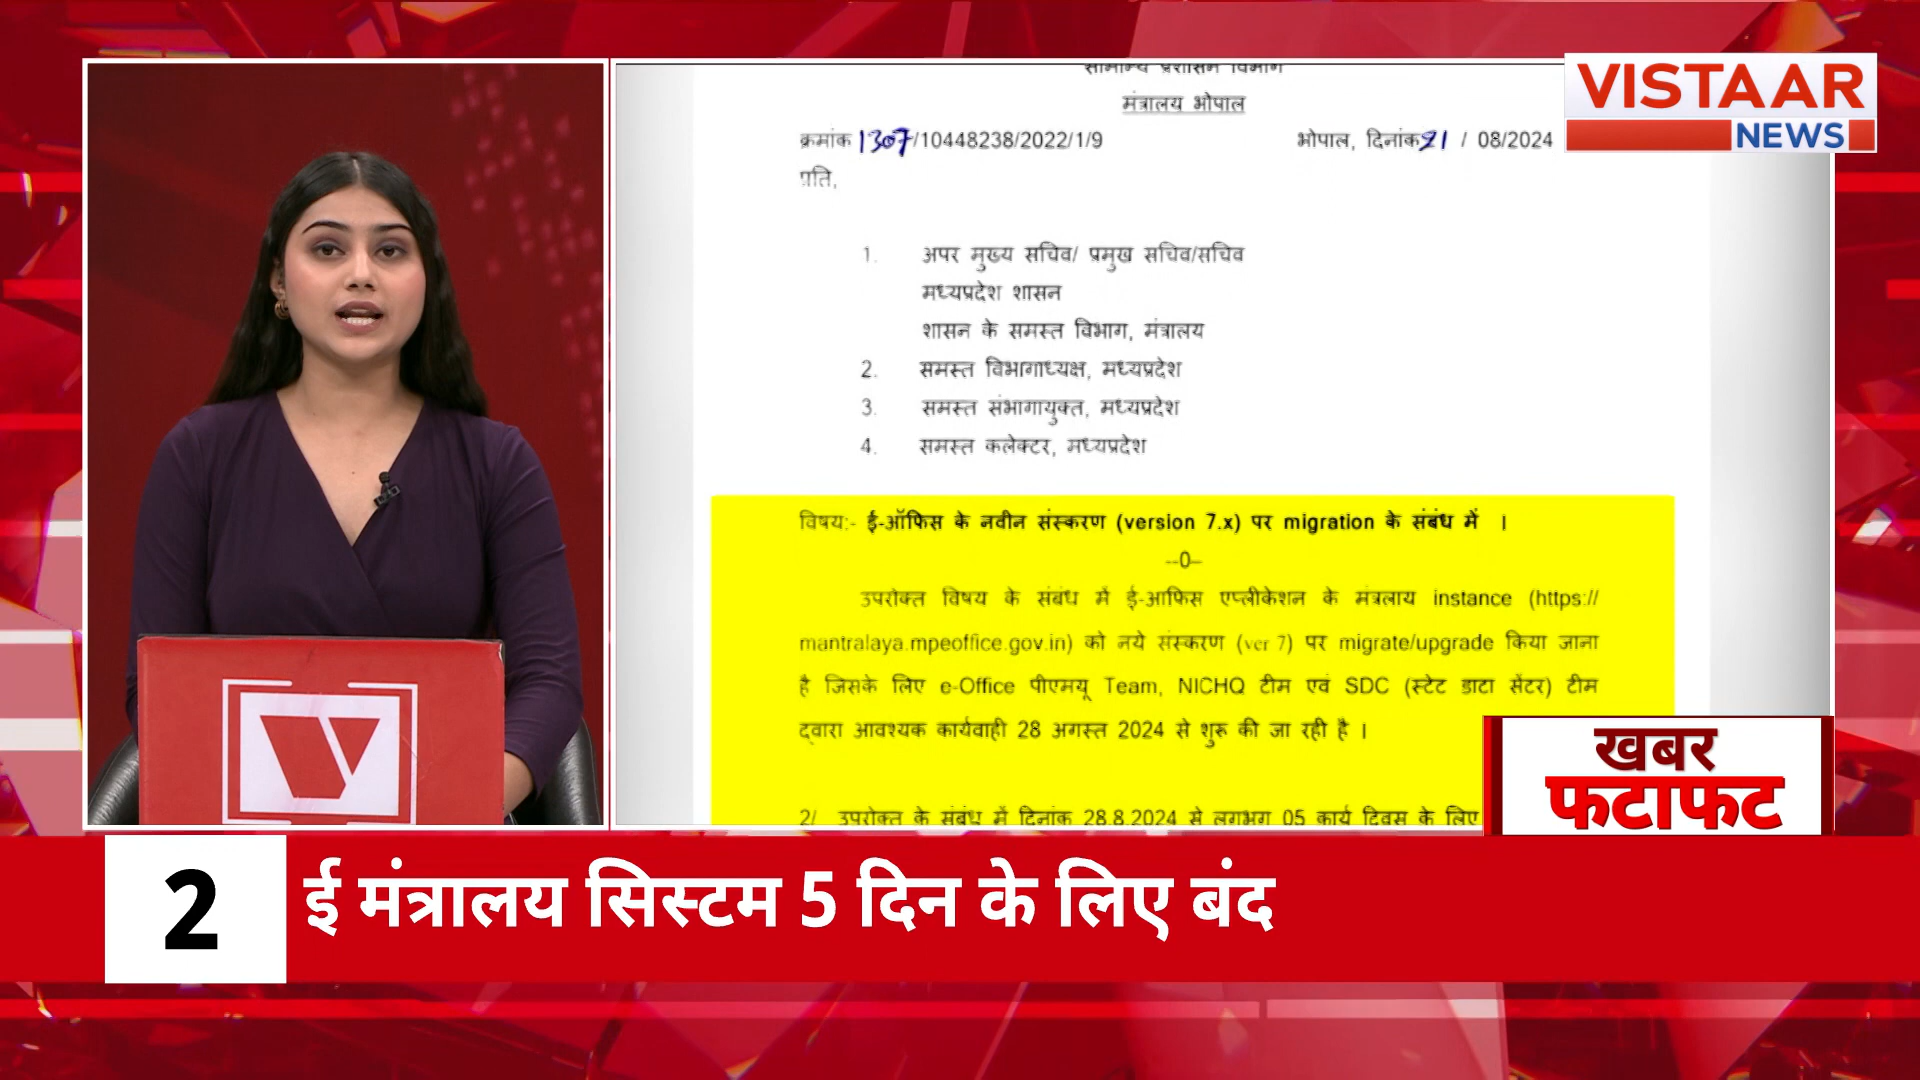 सामान्य प्रशासन विभाग
मंत्रालय भोपाल
क्रमांक 1307/10448238/2022/1/9
भोपाल, दिनांक 21 / 08/2024
प्रति,
1. अपर मुख्य सचिव/ प्रमुख सचिव/सचिव
मध्यप्रदेश शासन
शासन के समस्त विभाग, मंत्रालय
2. समस्त विभागाध्यक्ष, मध्यप्रदेश
3. समस्त संभागायुक्त, मध्यप्रदेश
4. समस्त कलेक्टर, मध्यप्रदेश
विषय:- ई-ऑफिस के नवीन संस्करण (version 7.x) पर migration के संबंध में ।
--0--
उपरोक्त विषय के संबंध में ई-आफिस एप्लीकेशन के मंत्रलाय instance (https://
mantralaya.mpeoffice.gov.in) को नये संस्करण (ver 7) पर migrate/upgrade किया जाना
है जिसके लिए e-Office पीएमयू Team, NICHQ टीम एवं SDC (स्टेट डाटा सेंटर) टीम
द्वारा आवश्यक कार्यवाही 28 अगस्त 2024 से शुरू की जा रही है ।
2/ उपरोक्त के संबंध में दिनांक 28.8.2024 से लगभग 05 कार्य दिवस के लिए
VISTAAR
NEWS
खबर
फटाफट
2 ई मंत्रालय सिस्टम 5 दिन के लिए बंद